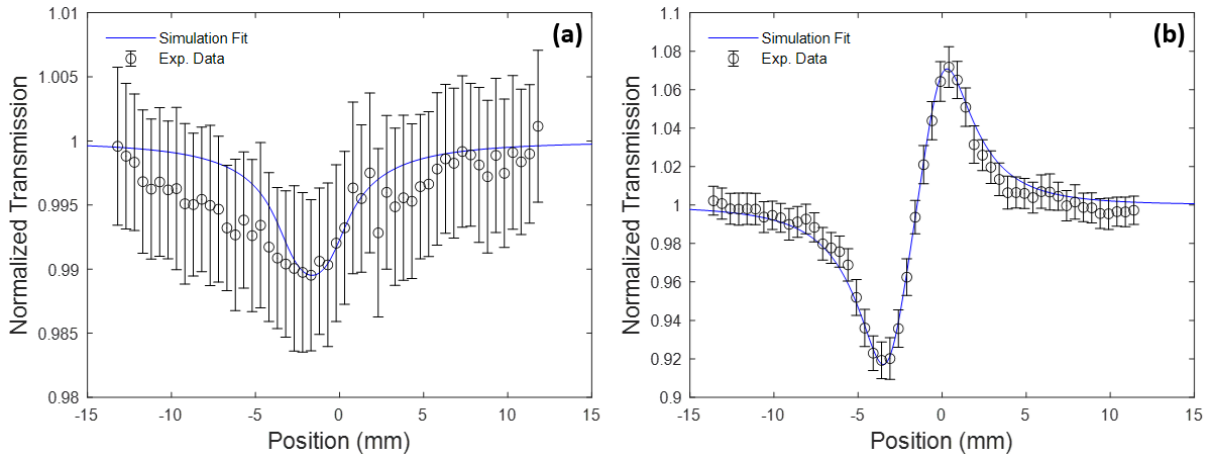 (a)
Simulation Fit
Exp. Data
Normalized Transmission
1.01
1.005
1
0.995
0.99
0.985
0.98
-15 -10 -5 0 5 10 15
Position (mm)
(b)
Simulation Fit
Exp. Data
Normalized Transmission
1.1
1.08
1.06
1.04
1.02
1
0.98
0.96
0.94
0.92
0.9
-15 -10 -5 0 5 10 15
Position (mm)